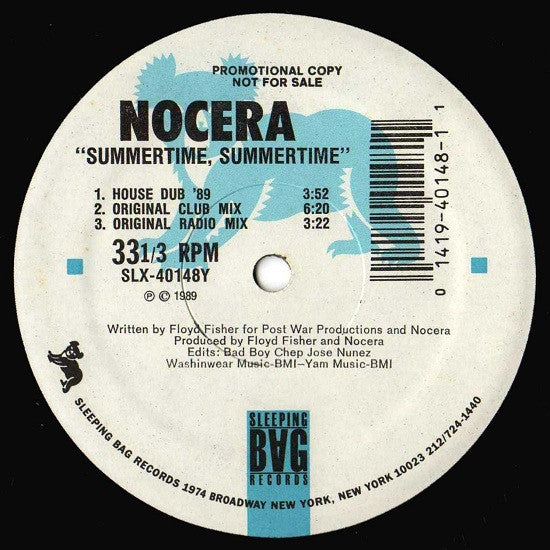 PROMOTIONAL COPY
NOT FOR SALE
NOCERA
"SUMMERTIME, SUMMERTIME"
1. HOUSE DUB '89 3:52
2. ORIGINAL CLUB MIX 6:20
3. ORIGINAL RADIO MIX 3:22
33 1/3 RPM
SLX-40148Y
Ⓟ © 1989
0 1419-40148-1 1
Written by Floyd Fisher for Post War Productions and Nocera
Produced by Floyd Fisher and Nocera
Edits: Bad Boy Chep Jose Nunez
Washinwear Music-BMI–Yam Music-BMI
SLEEPING
BAG
RECORDS
SLEEPING BAG RECORDS 1974 BROADWAY NEW YORK, NEW YORK 10023 212/724-1440